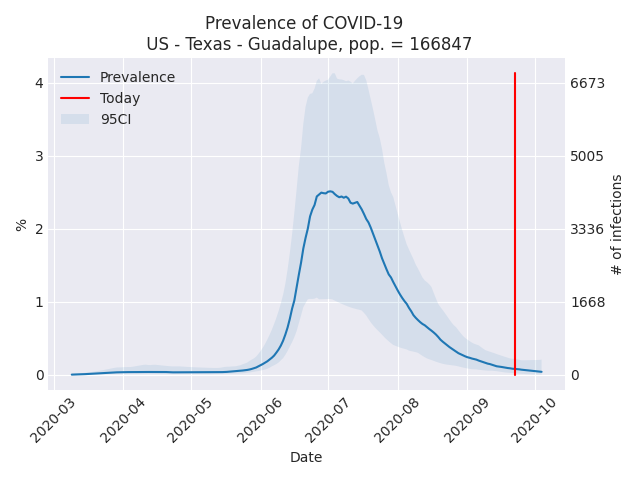 Prevalence of COVID-19
US - Texas - Guadalupe, pop. = 166847
Prevalence
Today
95CI
4
3
2
1
0
%
6673
5005
3336
1668
0
# of infections
2020-03
2020-04
2020-05
2020-06
2020-07
2020-08
2020-09
2020-10
Date